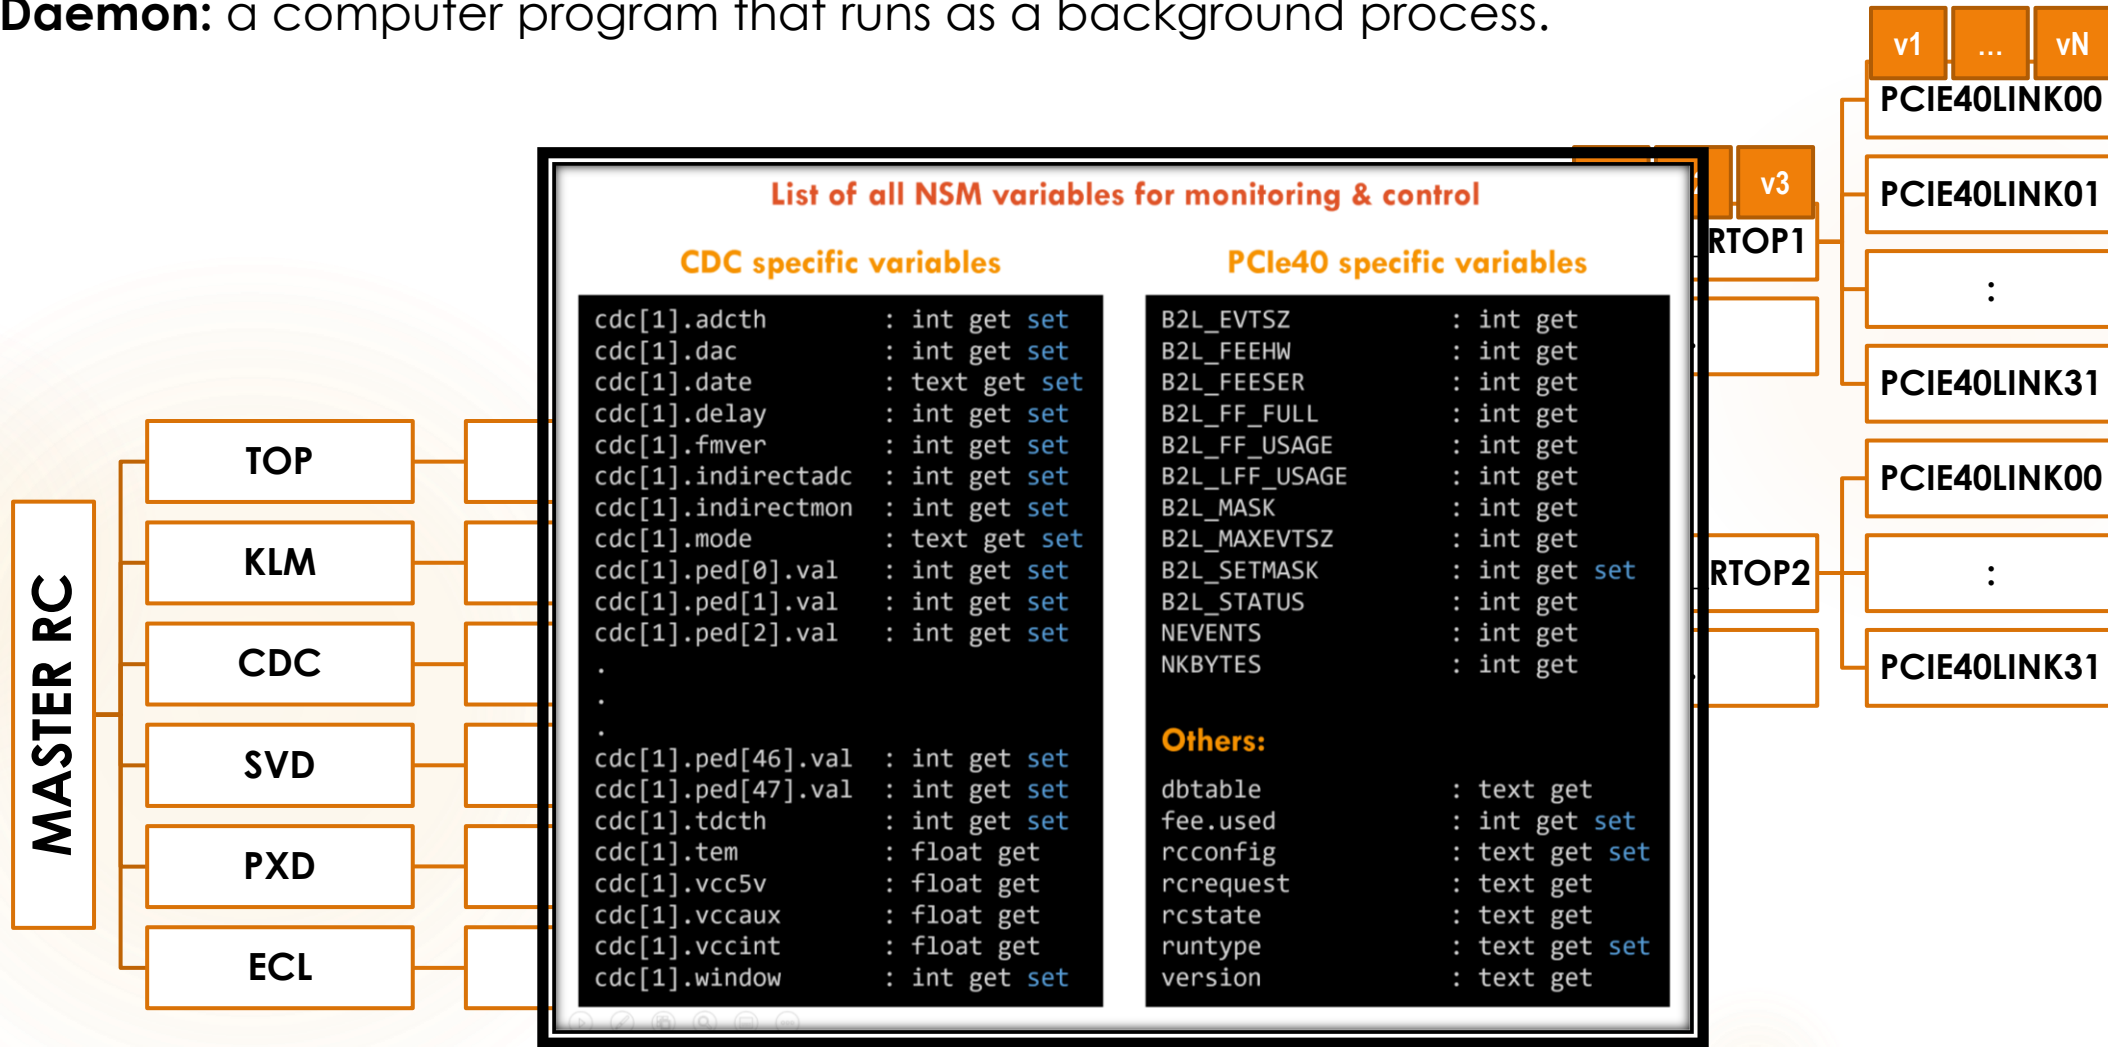 Daemon: a computer program that runs as a background process.
v1 ... vN
PCIE40LINK00
PCIE40LINK01
:
PCIE40LINK31
v3
RTOP1
PCIE40LINK00
:
PCIE40LINK31
RTOP2
MASTER RC
TOP
KLM
CDC
SVD
PXD
ECL
List of all NSM variables for monitoring & control
CDC specific variables
cdc[1].adcth : int get set
cdc[1].dac : int get set
cdc[1].date : text get set
cdc[1].delay : int get set
cdc[1].fmver : int get set
cdc[1].indirectadc : int get set
cdc[1].indirectmon : int get set
cdc[1].mode : text get set
cdc[1].ped[0].val : int get set
cdc[1].ped[1].val : int get set
cdc[1].ped[2].val : int get set
.
.
.
cdc[1].ped[46].val : int get set
cdc[1].ped[47].val : int get set
cdc[1].tdcth : int get set
cdc[1].tem : float get
cdc[1].vcc5v : float get
cdc[1].vccaux : float get
cdc[1].vccint : float get
cdc[1].window : int get set
PCIe40 specific variables
B2L_EVTSZ : int get
B2L_FEEHW : int get
B2L_FEESER : int get
B2L_FF_FULL : int get
B2L_FF_USAGE : int get
B2L_LFF_USAGE : int get
B2L_MASK : int get
B2L_MAXEVTSZ : int get
B2L_SETMASK : int get set
B2L_STATUS : int get
NEVENTS : int get
NKBYTES : int get
Others:
dbtable : text get
fee.used : int get set
rcconfig : text get set
rcrequest : text get
rcstate : text get
runtype : text get set
version : text get